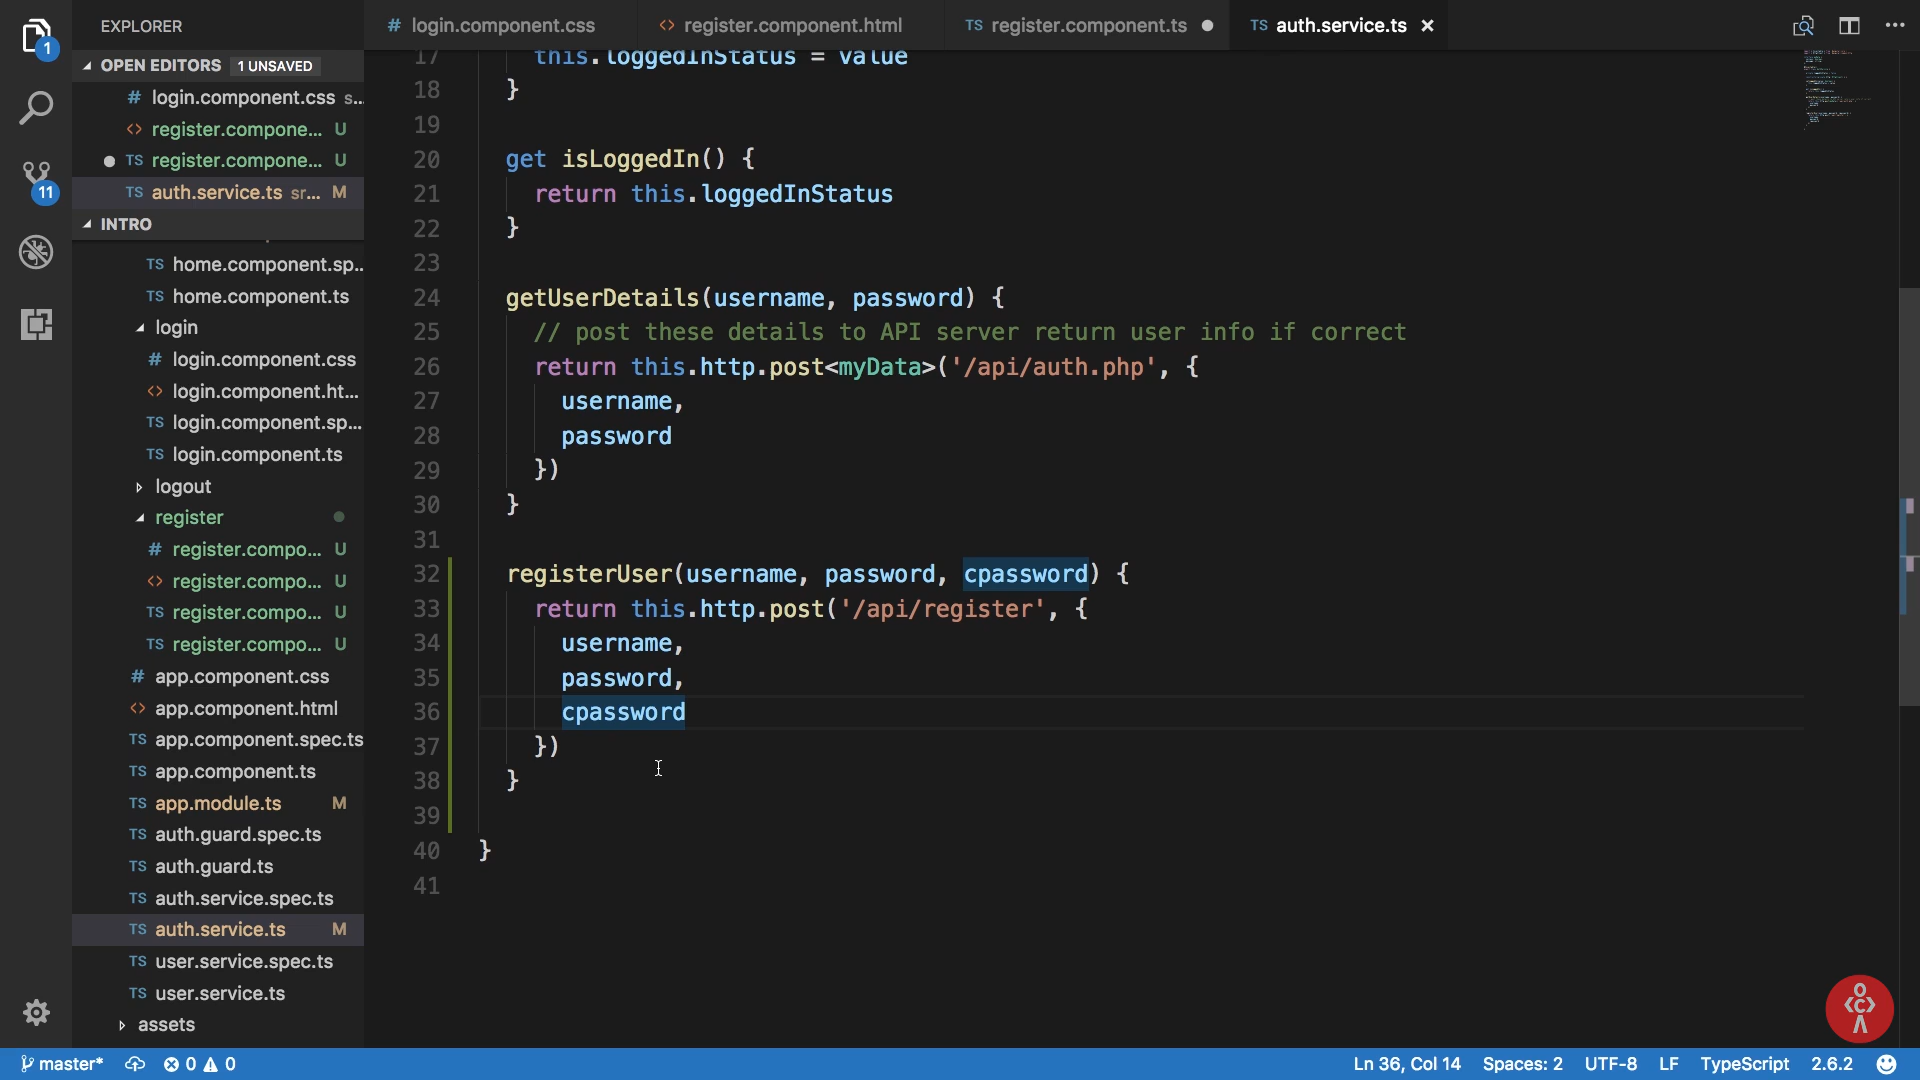 EXPLORER
OPEN EDITORS 1 UNSAVED
# login.component.css s...
<> register.compone... U
TS register.compone... U
TS auth.service.ts sr... M
INTRO
TS home.component.sp...
TS home.component.ts
login
# login.component.css
<> login.component.ht...
TS login.component.sp...
TS login.component.ts
logout
register
# register.compo... U
<> register.compo... U
TS register.compo... U
TS register.compo... U
# app.component.css
<> app.component.html
TS app.component.spec.ts
TS app.component.ts
TS app.module.ts M
TS auth.guard.spec.ts
TS auth.guard.ts
TS auth.service.spec.ts
TS auth.service.ts M
TS user.service.spec.ts
TS user.service.ts
assets
1
11
# login.component.css <> register.component.html TS register.component.ts TS auth.service.ts
17 this.loggedInStatus = value
18 }
19
20 get isLoggedIn() {
21 return this.loggedInStatus
22 }
23
24 getUserDetails(username, password) {
25 // post these details to API server return user info if correct
26 return this.http.post<myData>('/api/auth.php', {
27 username,
28 password
29 })
30 }
31
32 registerUser(username, password, cpassword) {
33 return this.http.post('/api/register', {
34 username,
35 password,
36 cpassword
37 })
38 }
39
40 }
41
master* 0 0 Ln 36, Col 14 Spaces: 2 UTF-8 LF TypeScript 2.6.2